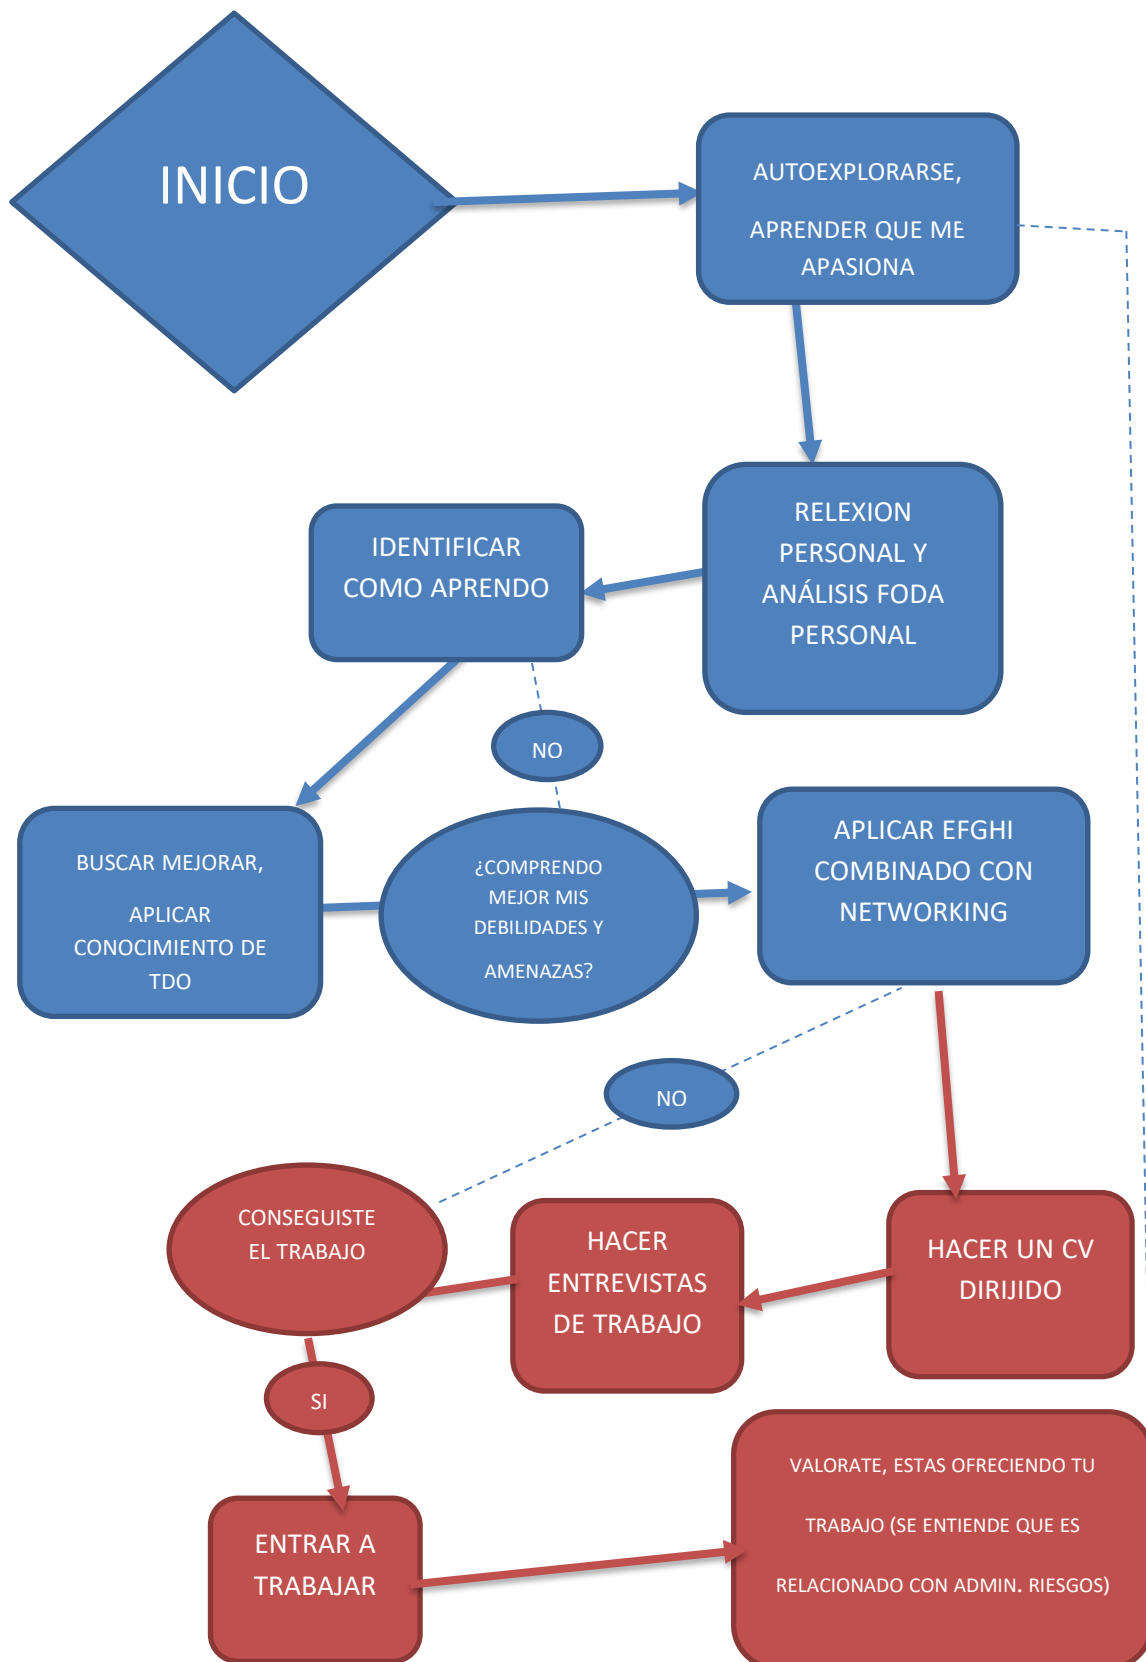 INICIO
AUTOEXPLORARSE,
APRENDER QUE ME
APASIONA
RELEXION
PERSONAL Y
ANÁLISIS FODA
PERSONAL
IDENTIFICAR
COMO APRENDO
NO
BUSCAR MEJORAR,
APLICAR
CONOCIMIENTO DE
TDO
¿COMPRENDO
MEJOR MIS
DEBILIDADES Y
AMENAZAS?
APLICAR EFGHI
COMBINADO CON
NETWORKING
NO
CONSEGUISTE
EL TRABAJO
HACER
ENTREVISTAS
DE TRABAJO
HACER UN CV
DIRIJIDO
SI
ENTRAR A
TRABAJAR
VALORATE, ESTAS OFRECIENDO TU
TRABAJO (SE ENTIENDE QUE ES
RELACIONADO CON ADMIN. RIESGOS)